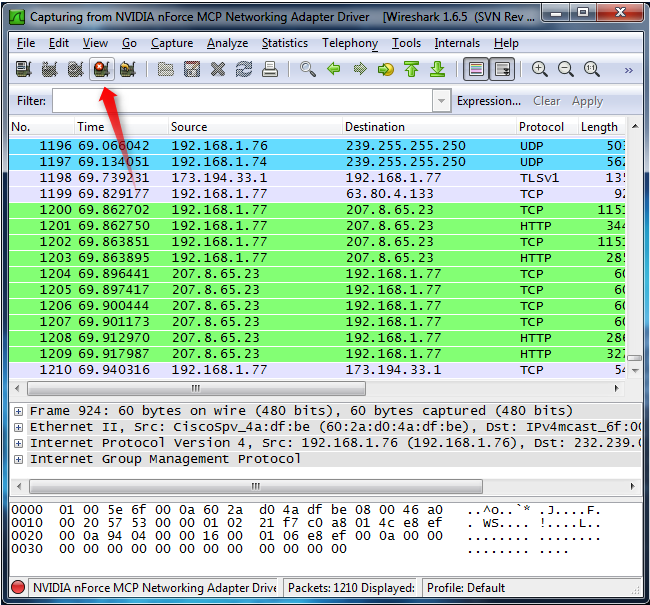 Capturing from NVIDIA nForce MCP Networking Adapter Driver [Wireshark 1.6.5 (SVN Rev ...
File Edit View Go Capture Analyze Statistics Telephony Tools Internals Help
Filter: Expression... Clear Apply
No. Time Source Destination Protocol Length
1196 69.066042 192.168.1.76 239.255.255.250 UDP 503
1197 69.134051 192.168.1.74 239.255.255.250 UDP 562
1198 69.739231 173.194.33.1 192.168.1.77 TLSv1 135
1199 69.829177 192.168.1.77 63.80.4.133 TCP 92
1200 69.862702 192.168.1.77 207.8.65.23 TCP 1151
1201 69.862750 192.168.1.77 207.8.65.23 HTTP 344
1202 69.863851 192.168.1.77 207.8.65.23 TCP 1151
1203 69.863895 192.168.1.77 207.8.65.23 HTTP 285
1204 69.896441 207.8.65.23 192.168.1.77 TCP 60
1205 69.897417 207.8.65.23 192.168.1.77 TCP 60
1206 69.900444 207.8.65.23 192.168.1.77 TCP 60
1207 69.901173 207.8.65.23 192.168.1.77 TCP 60
1208 69.912970 207.8.65.23 192.168.1.77 HTTP 286
1209 69.917987 207.8.65.23 192.168.1.77 HTTP 327
1210 69.940316 192.168.1.77 173.194.33.1 TCP 54
Frame 924: 60 bytes on wire (480 bits), 60 bytes captured (480 bits)
Ethernet II, Src: CiscoSpv_4a:df:be (60:2a:d0:4a:df:be), Dst: IPv4mcast_6f:00
Internet Protocol Version 4, Src: 192.168.1.76 (192.168.1.76), Dst: 232.239.0
Internet Group Management Protocol
0000 01 00 5e 6f 00 0a 60 2a d0 4a df be 08 00 46 a0 ..^o..`* .J....F.
0010 00 20 57 53 00 00 01 02 21 f7 c0 a8 01 4c e8 ef . WS.... !....L..
0020 00 0a 94 04 00 00 16 00 01 06 e8 ef 00 0a 00 00 ........ ........
0030 00 00 00 00 00 00 00 00 00 00 00 00 ........ ....
NVIDIA nForce MCP Networking Adapter Drive Packets: 1210 Displayed: Profile: Default